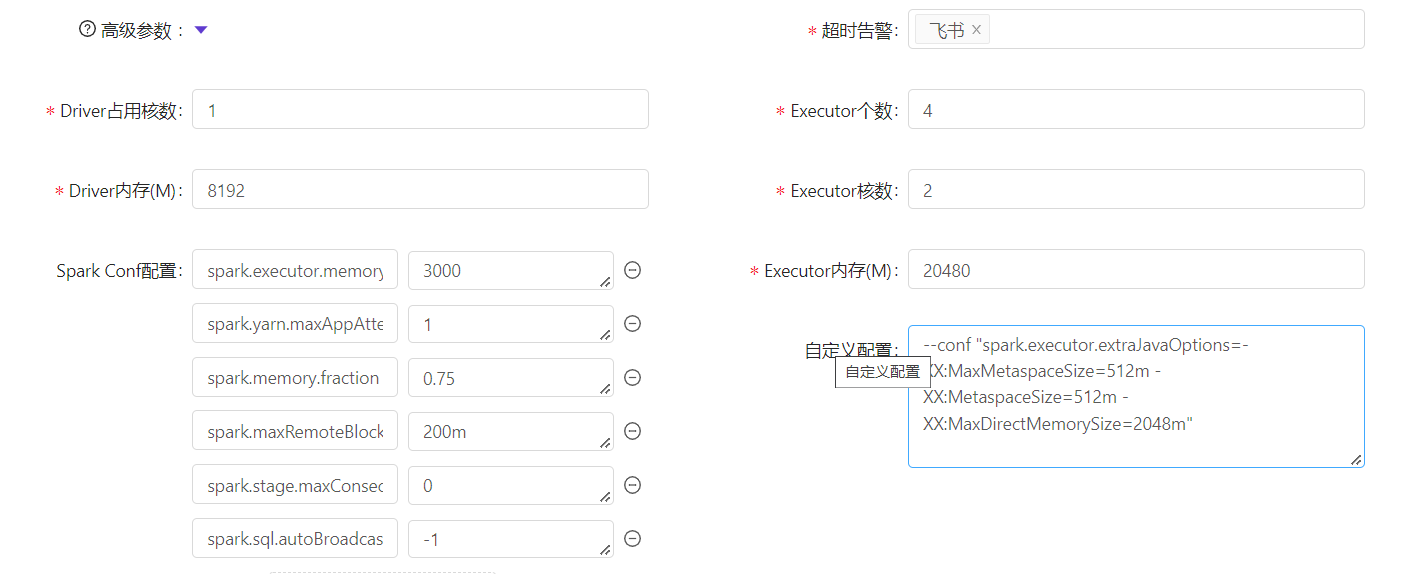 高级参数：
* 超时告警：
飞书 ×
* Driver占用核数：
1
* Executor个数：
4
* Driver内存(M)：
8192
* Executor核数：
2
Spark Conf配置：
spark.executor.memory
3000
* Executor内存(M)：
20480
spark.yarn.maxAppAtte
1
自定义配置：
--conf "spark.executor.extraJavaOptions=-
XX:MaxMetaspaceSize=512m -
XX:MetaspaceSize=512m -
XX:MaxDirectMemorySize=2048m"
自定义配置
spark.memory.fraction
0.75
spark.maxRemoteBlock
200m
spark.stage.maxConsec
0
spark.sql.autoBroadcas
-1